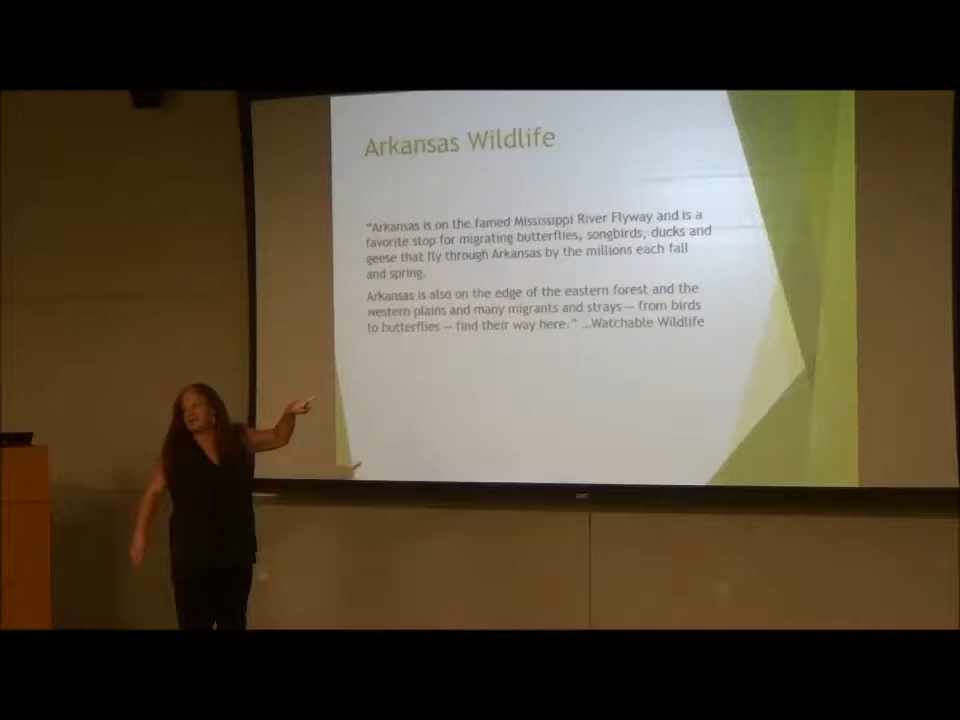 Arkansas Wildlife
"Arkansas is on the famed Mississippi River Flyway and is a
favorite stop for migrating butterflies, songbirds, ducks and
geese that fly through Arkansas by the millions each fall
and spring.
Arkansas is also on the edge of the eastern forest and the
western plains and many migrants and strays — from birds
to butterflies — find their way here." …Watchable Wildlife